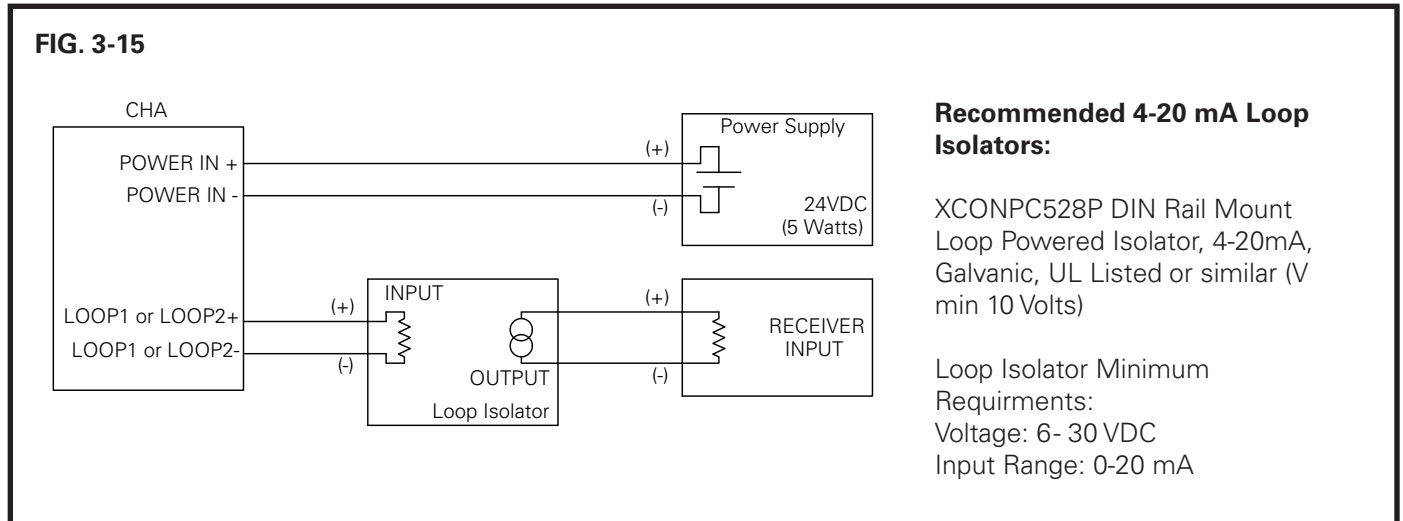 FIG. 3-15
CHA
POWER IN +
POWER IN -
(+)
(-)
Power Supply
24VDC
(5 Watts)
LOOP1 or LOOP2+
LOOP1 or LOOP2-
(+)
(-)
INPUT
OUTPUT
Loop Isolator
(+)
(-)
RECEIVER
INPUT
Recommended 4-20 mA Loop
Isolators:
XCONPC528P DIN Rail Mount
Loop Powered Isolator, 4-20mA,
Galvanic, UL Listed or similar (V
min 10 Volts)
Loop Isolator Minimum
Requirments:
Voltage: 6- 30 VDC
Input Range: 0-20 mA